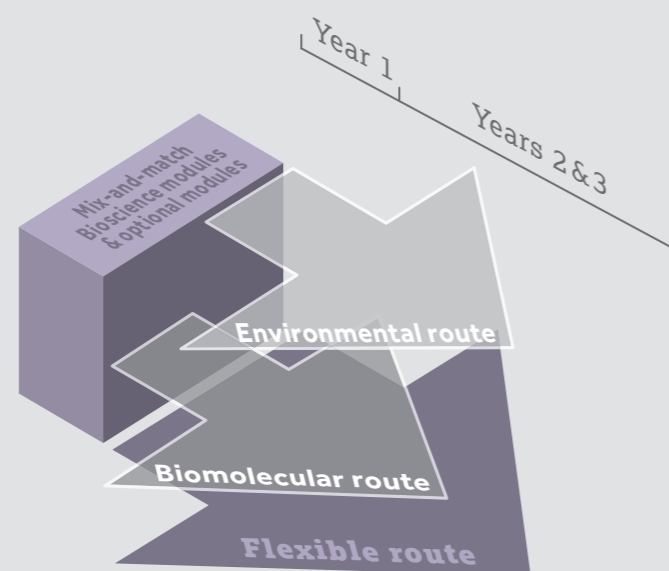 Year 1
Years 2 & 3
Mix-and-match
Bioscience modules
& optional modules
Environmental route
Biomolecular route
Flexible route